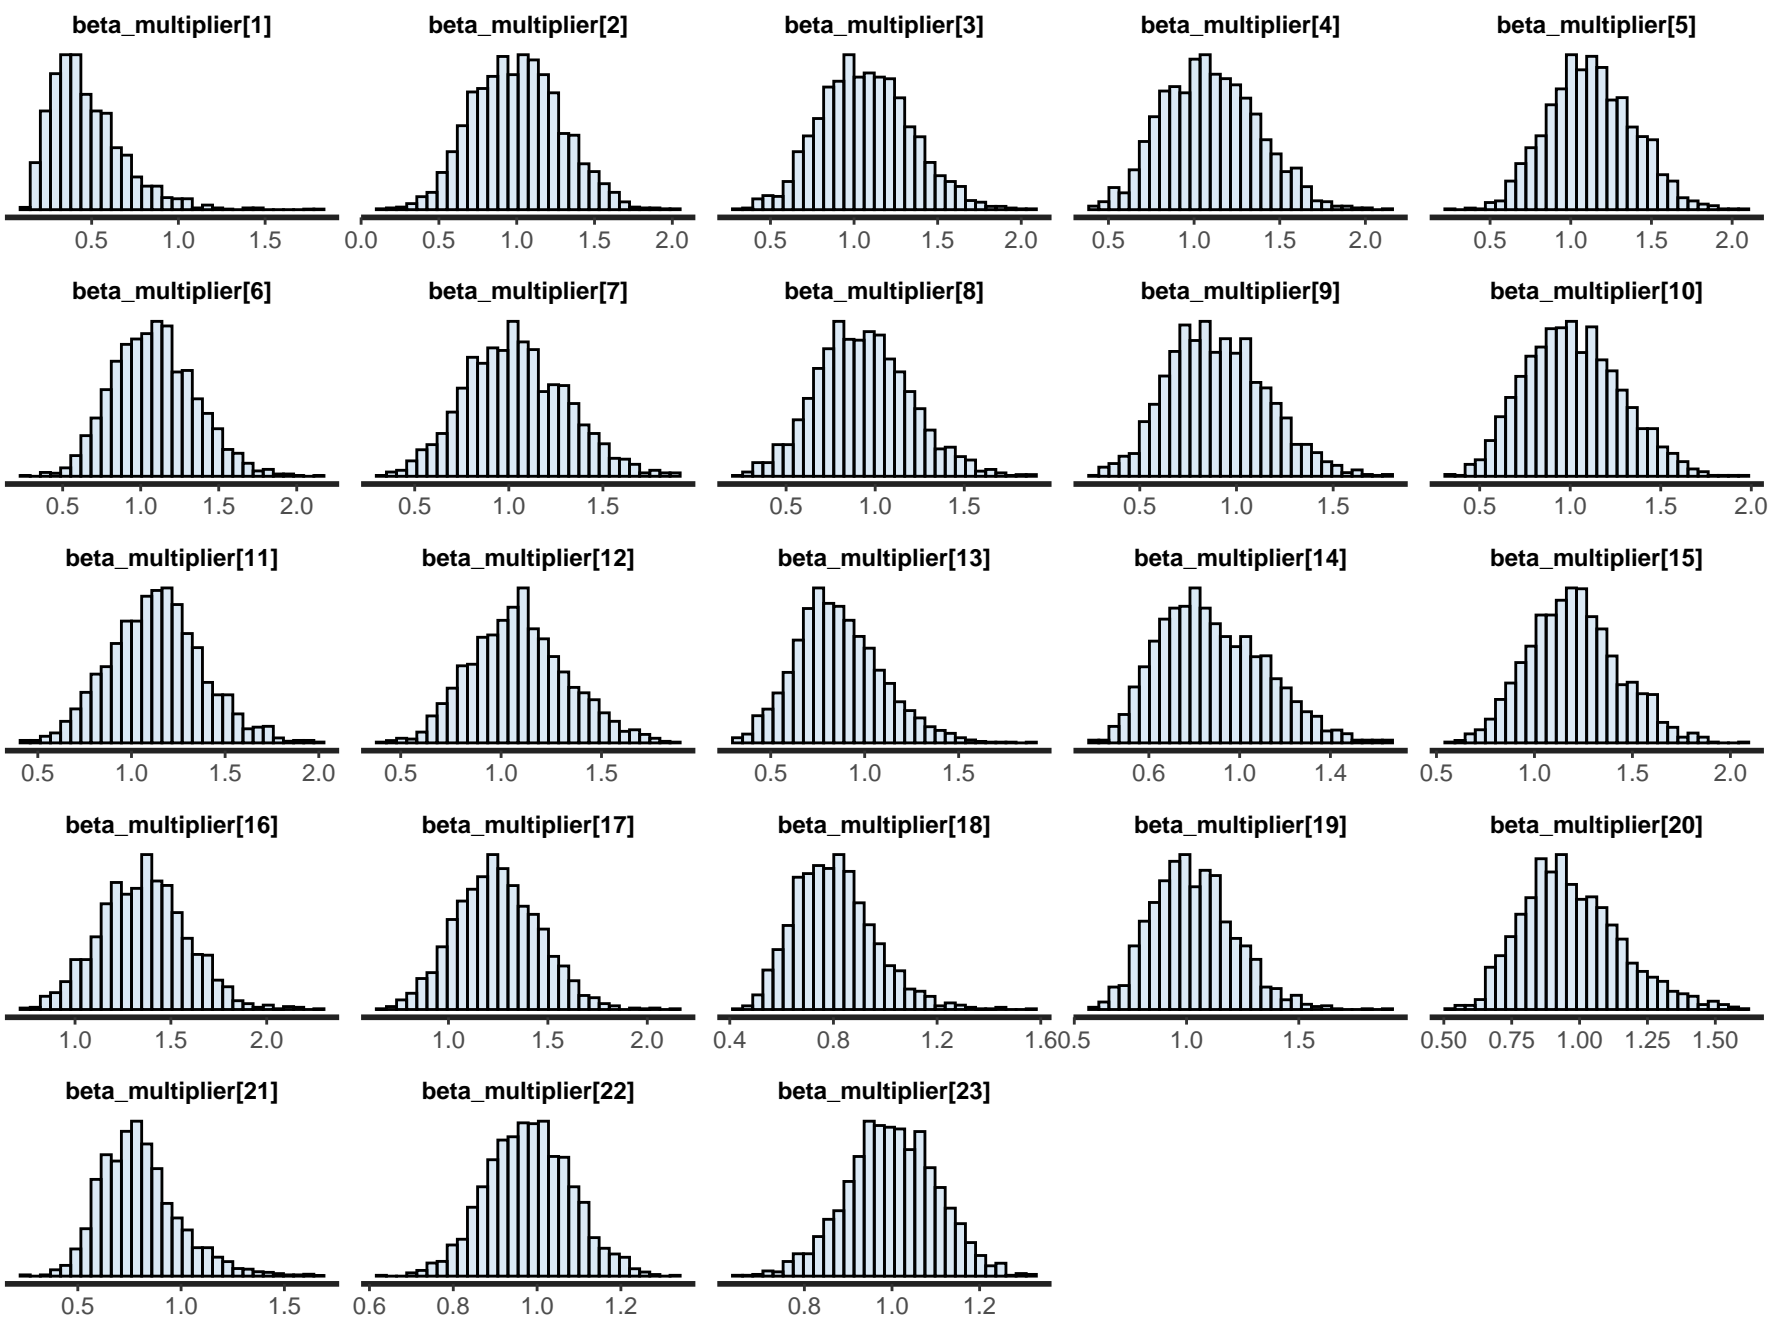 beta_multiplier[1] beta_multiplier[2] beta_multiplier[3] beta_multiplier[4] beta_multiplier[5]
0.5 1.0 1.5 0.0 0.5 1.0 1.5 2.0 0.5 1.0 1.5 2.0 0.5 1.0 1.5 2.0 0.5 1.0 1.5 2.0
beta_multiplier[6] beta_multiplier[7] beta_multiplier[8] beta_multiplier[9] beta_multiplier[10]
0.5 1.0 1.5 2.0 0.5 1.0 1.5 0.5 1.0 1.5 0.5 1.0 1.5 0.5 1.0 1.5 2.0
beta_multiplier[11] beta_multiplier[12] beta_multiplier[13] beta_multiplier[14] beta_multiplier[15]
0.5 1.0 1.5 2.0 0.5 1.0 1.5 0.5 1.0 1.5 0.6 1.0 1.4 0.5 1.0 1.5 2.0
beta_multiplier[16] beta_multiplier[17] beta_multiplier[18] beta_multiplier[19] beta_multiplier[20]
1.0 1.5 2.0 1.0 1.5 2.0 0.4 0.8 1.2 1.6 0.5 1.0 1.5 0.50 0.75 1.00 1.25 1.50
beta_multiplier[21] beta_multiplier[22] beta_multiplier[23]
0.5 1.0 1.5 0.6 0.8 1.0 1.2 0.8 1.0 1.2